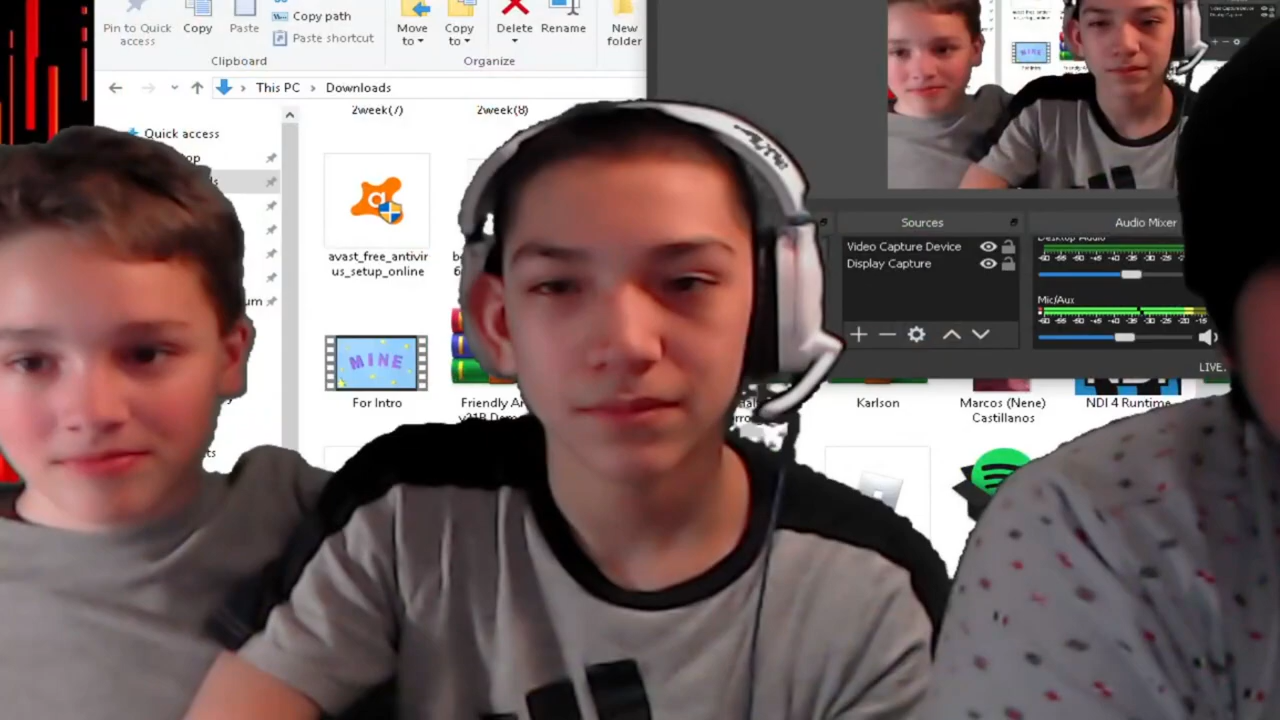 Copy path
Pin to Quick
access
Copy
Paste
Paste shortcut
Move
to
Copy
to
Delete
Rename
New
folder
Clipboard
Organize
This PC > Downloads
2week(7)
2week(8)
Quick access
avast_free_antivir
us_setup_online
MINE
For Intro
Karlson
Marcos (Nene)
Castillanos
NDI 4 Runtime
Sources
Audio Mixer
Video Capture Device
Display Capture
Desktop Audio
Mic/Aux
LIVE: